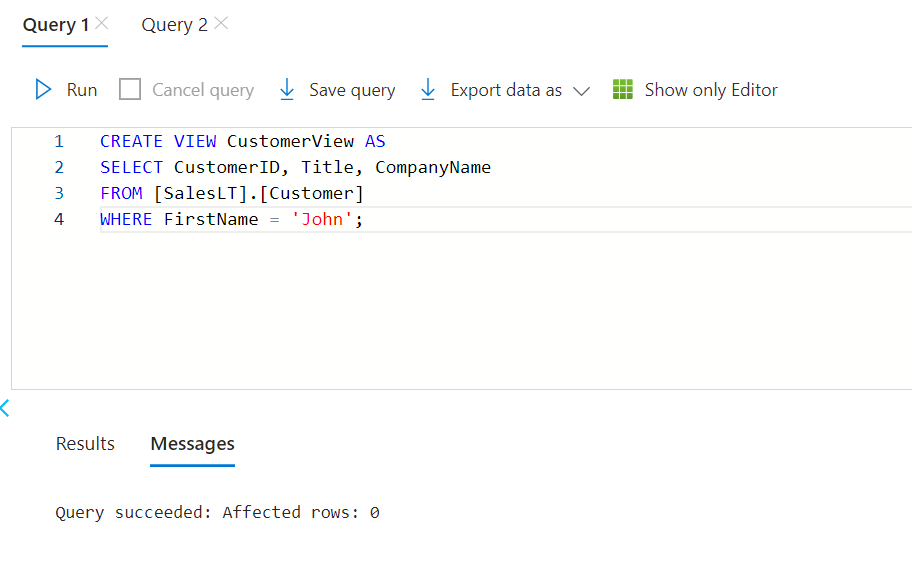 Query 1 Query 2
Run Cancel query Save query Export data as Show only Editor
1 CREATE VIEW CustomerView AS
2 SELECT CustomerID, Title, CompanyName
3 FROM [SalesLT].[Customer]
4 WHERE FirstName = 'John';
Results Messages
Query succeeded: Affected rows: 0